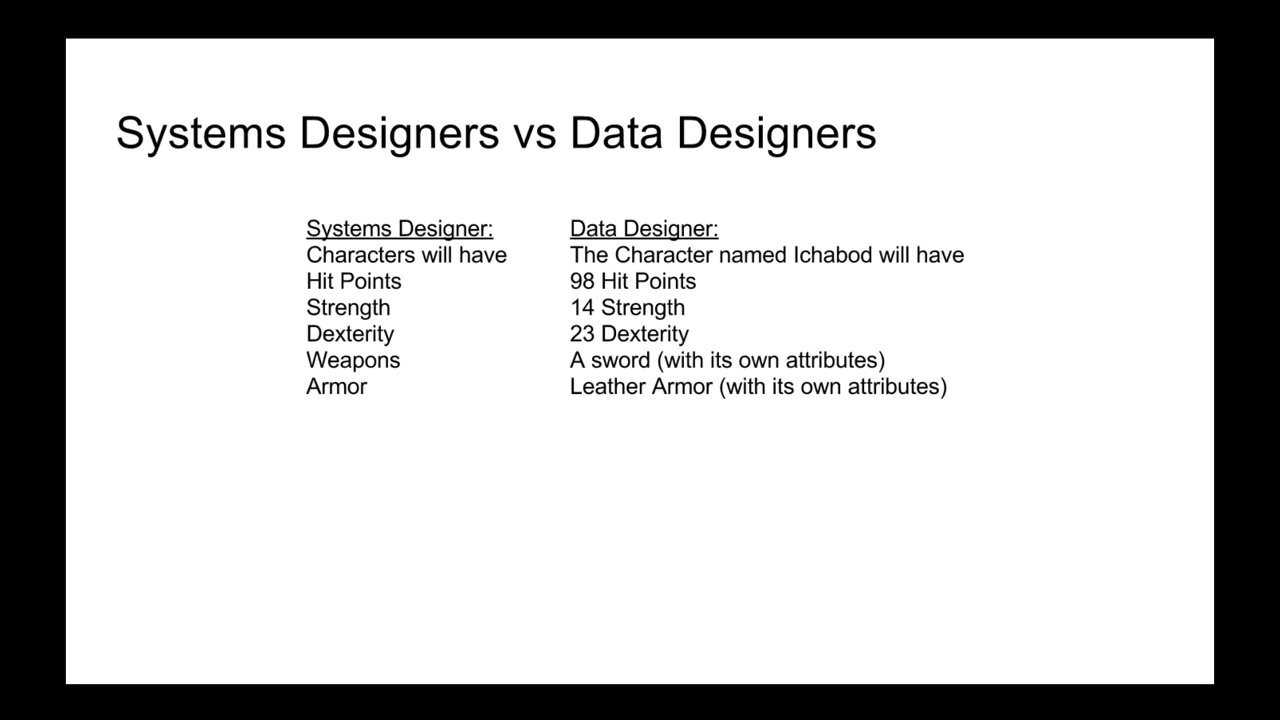 Systems Designers vs Data Designers
Systems Designer:
Characters will have
Hit Points
Strength
Dexterity
Weapons
Armor
Data Designer:
The Character named Ichabod will have
98 Hit Points
14 Strength
23 Dexterity
A sword (with its own attributes)
Leather Armor (with its own attributes)